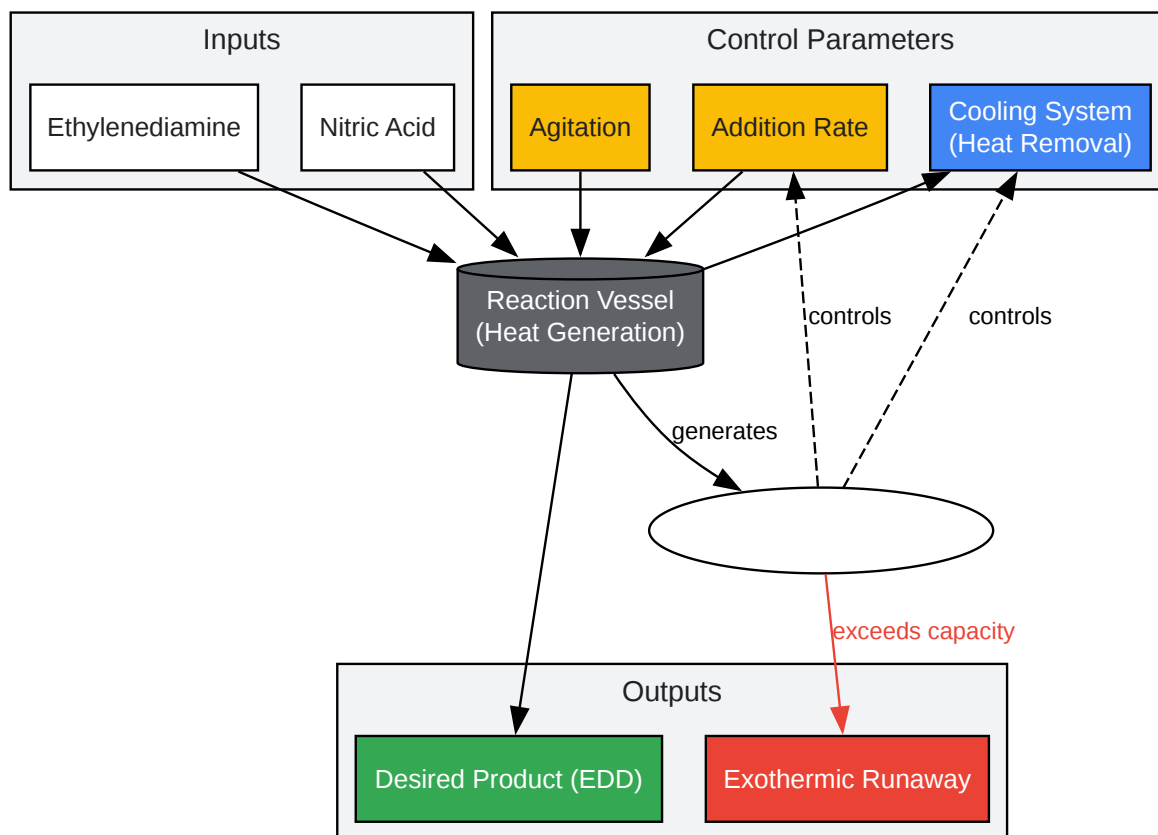 Inputs
Control Parameters
Ethylenediamine
Nitric Acid
Agitation
Addition Rate
Cooling System
(Heat Removal)
Reaction Vessel
(Heat Generation)
controls
controls
generates
exceeds capacity
Outputs
Desired Product (EDD)
Exothermic Runaway